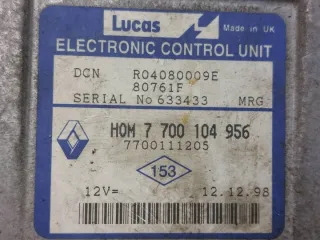 Lucas
Made in UK
ELECTRONIC CONTROL UNIT
DCN R04080009E
80761F
SERIAL No 633433 MRG
HOM 7 700 104 956
7700111205
153
12V= 12.12.98